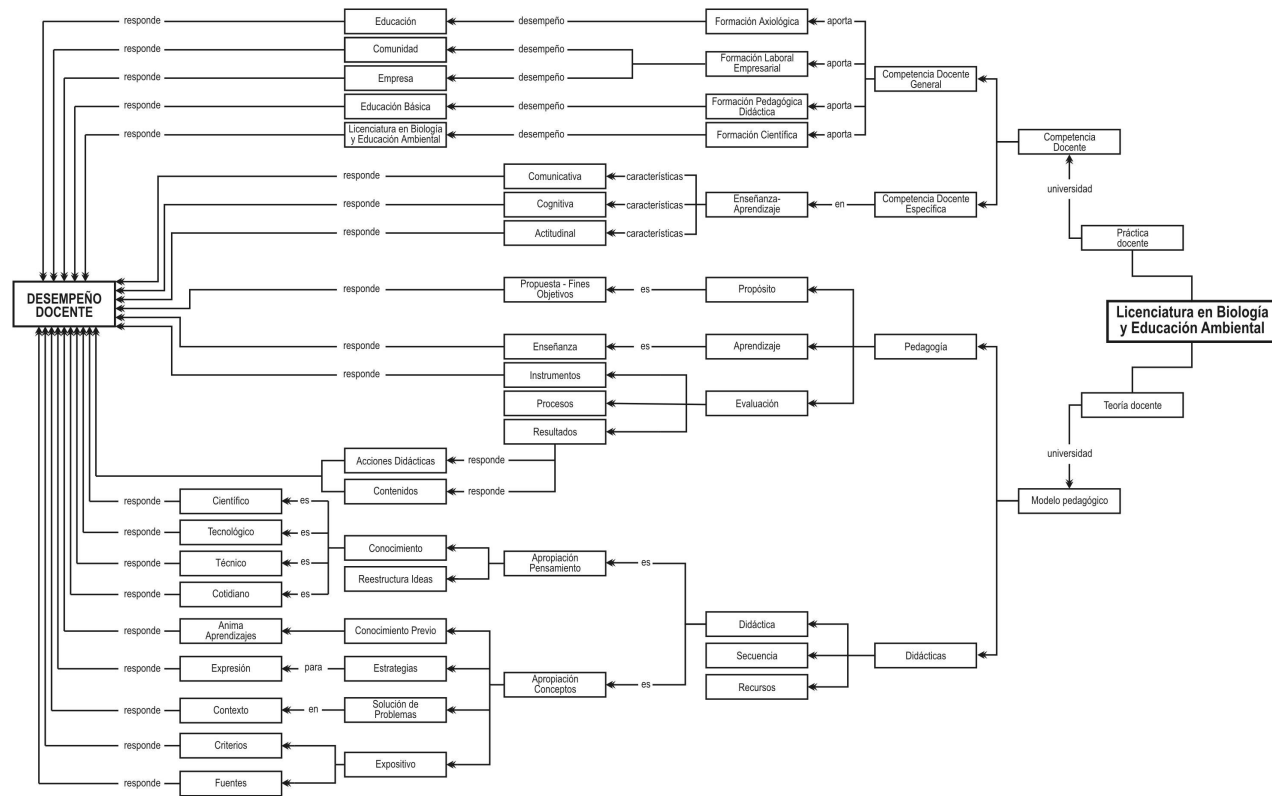 responde
Educación
desempeño
Formación Axiológica
aporta
responde
Comunidad
desempeño
Formación Laboral
Empresarial
aporta
responde
Empresa
desempeño
Competencia Docente
General
responde
Educación Básica
desempeño
Formación Pedagógica
Didáctica
aporta
responde
Licenciatura en Biología
y Educación Ambiental
desempeño
Formación Científica
aporta
Competencia
Docente
responde
Comunicativa
características
universidad
responde
Cognitiva
características
Enseñanza-
Aprendizaje
en
Competencia Docente
Específica
responde
Actitudinal
características
Práctica
docente
DESEMPEÑO
DOCENTE
responde
Propuesta - Fines
Objetivos
es
Propósito
Licenciatura en Biología
y Educación Ambiental
responde
Enseñanza
es
Aprendizaje
Pedagogía
responde
Instrumentos
Procesos
Evaluación
Teoría docente
Resultados
universidad
Acciones Didácticas
responde
Contenidos
responde
Modelo pedagógico
responde
Científico
es
responde
Tecnológico
es
Conocimiento
Apropiación
Pensamiento
es
responde
Técnico
es
Reestructura Ideas
responde
Cotidiano
es
responde
Anima
Aprendizajes
Conocimiento Previo
Didáctica
responde
Expresión
para
Estrategias
Apropiación
Conceptos
es
Secuencia
Didácticas
Recursos
responde
Contexto
en
Solución de
Problemas
responde
Criterios
Expositivo
responde
Fuentes